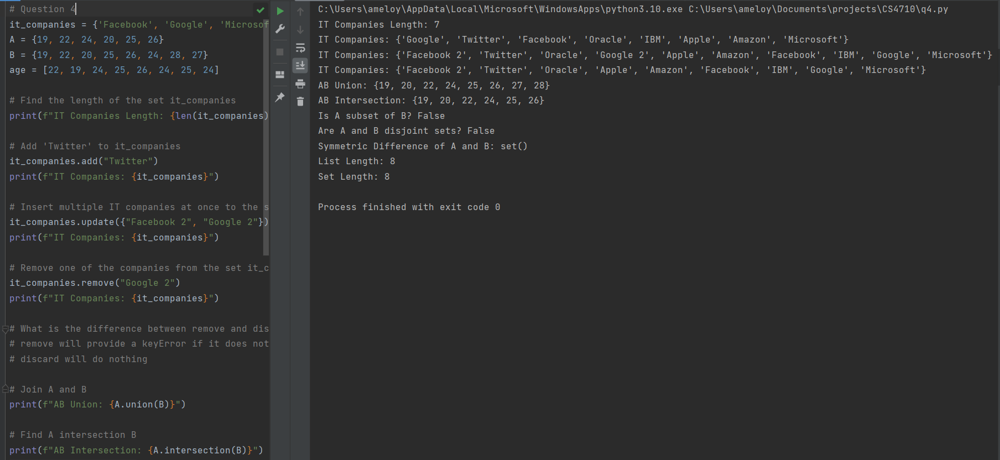 # Question 4
it_companies = {'Facebook', 'Google', 'Microsof
A = {19, 22, 24, 20, 25, 26}
B = {19, 22, 20, 25, 26, 24, 28, 27}
age = [22, 19, 24, 25, 26, 24, 25, 24]
# Find the length of the set it_companies
print(f"IT Companies Length: {len(it_companies)
# Add 'Twitter' to it_companies
it_companies.add("Twitter")
print(f"IT Companies: {it_companies}")
# Insert multiple IT companies at once to the s
it_companies.update({"Facebook 2", "Google 2"})
print(f"IT Companies: {it_companies}")
# Remove one of the companies from the set it_c
it_companies.remove("Google 2")
print(f"IT Companies: {it_companies}")
# What is the difference between remove and dis
# remove will provide a keyError if it does not
# discard will do nothing
# Join A and B
print(f"AB Union: {A.union(B)}")
# Find A intersection B
print(f"AB Intersection: {A.intersection(B)}")
C:\Users\ameloy\AppData\Local\Microsoft\WindowsApps\python3.10.exe C:\Users\ameloy\Documents\projects\CS4710\q4.py
IT Companies Length: 7
IT Companies: {'Google', 'Twitter', 'Facebook', 'Oracle', 'IBM', 'Apple', 'Amazon', 'Microsoft'}
IT Companies: {'Facebook 2', 'Twitter', 'Oracle', 'Google 2', 'Apple', 'Amazon', 'Facebook', 'IBM', 'Google', 'Microsoft'}
IT Companies: {'Facebook 2', 'Twitter', 'Oracle', 'Apple', 'Amazon', 'Facebook', 'IBM', 'Google', 'Microsoft'}
AB Union: {19, 20, 22, 24, 25, 26, 27, 28}
AB Intersection: {19, 20, 22, 24, 25, 26}
Is A subset of B? False
Are A and B disjoint sets? False
Symmetric Difference of A and B: set()
List Length: 8
Set Length: 8
Process finished with exit code 0